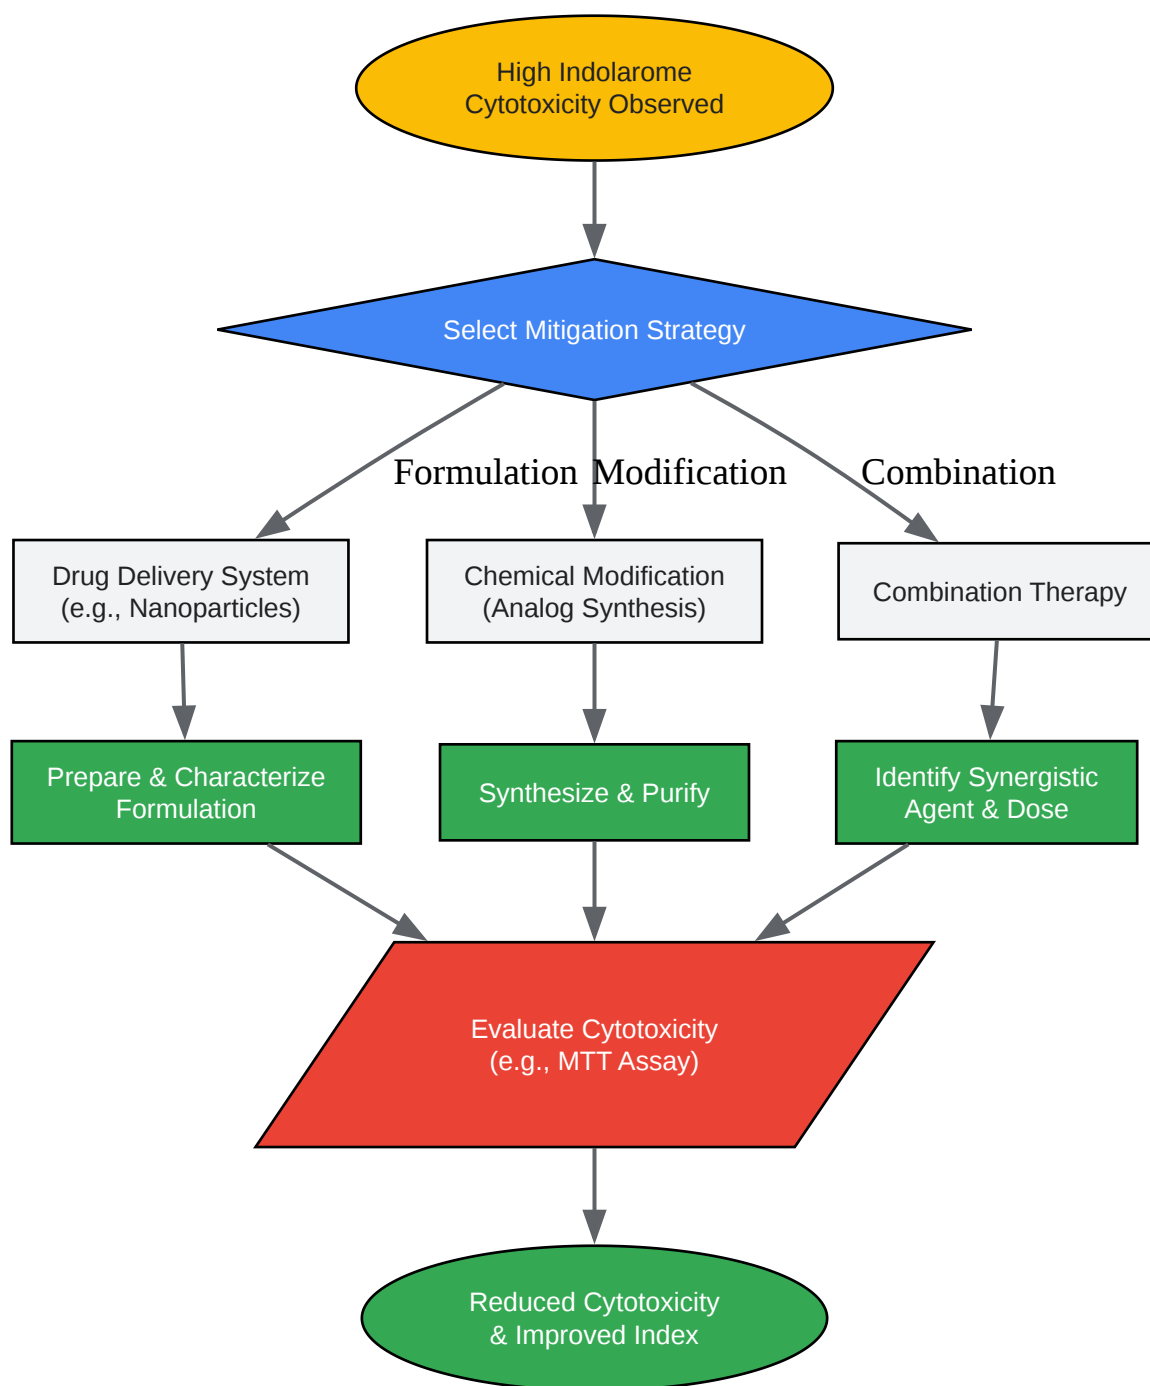 High Indolarome
Cytotoxicity Observed
Select Mitigation Strategy
Formulation
Modification
Combination
Drug Delivery System
(e.g., Nanoparticles)
Chemical Modification
(Analog Synthesis)
Combination Therapy
Prepare & Characterize
Formulation
Synthesize & Purify
Identify Synergistic
Agent & Dose
Evaluate Cytotoxicity
(e.g., MTT Assay)
Reduced Cytotoxicity
& Improved Index